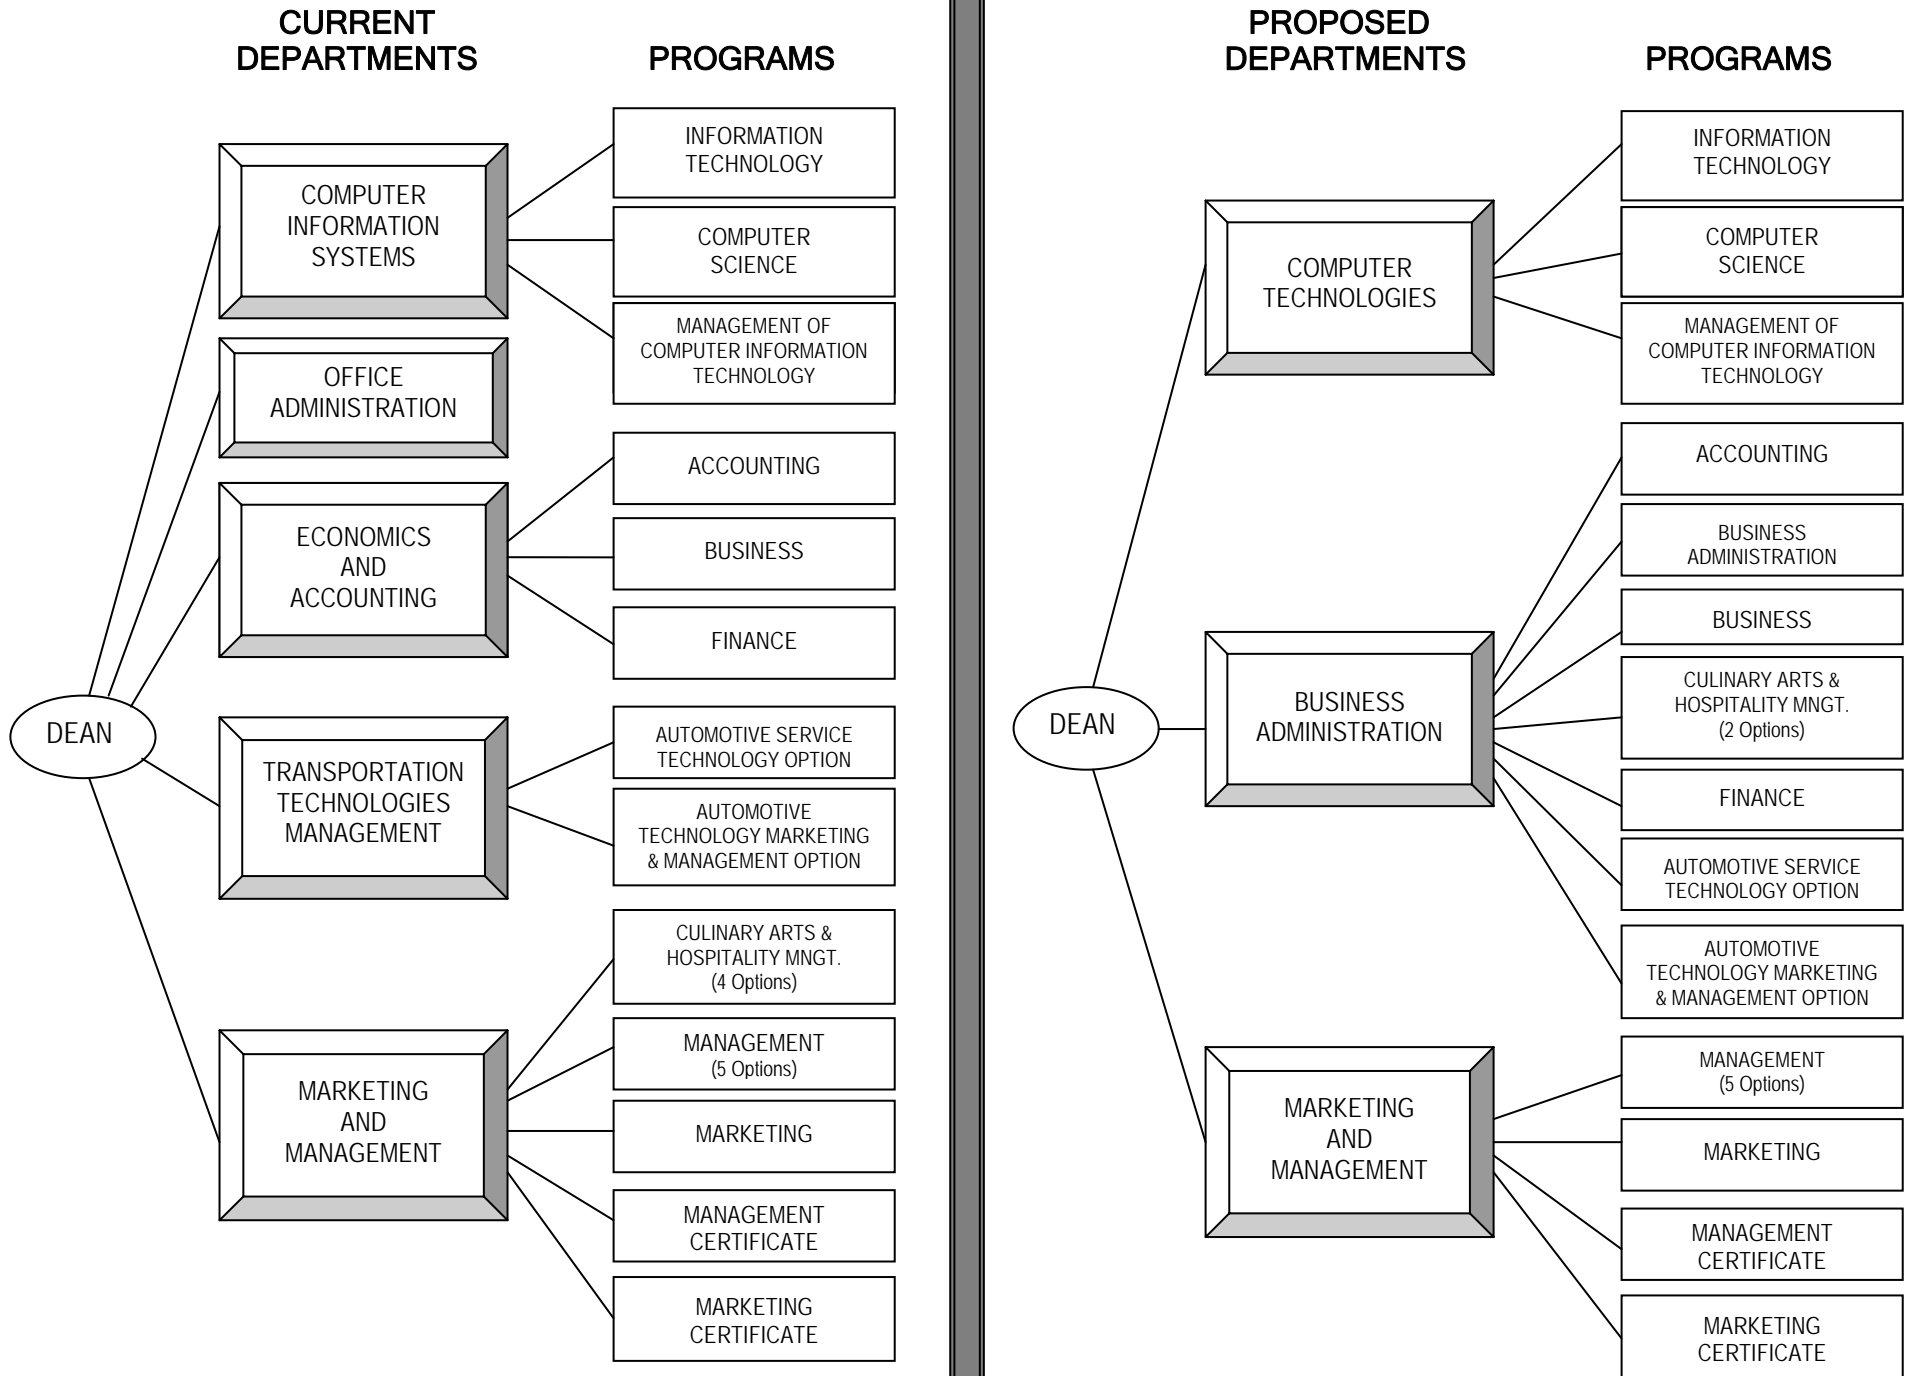 CURRENT
DEPARTMENTS
PROGRAMS
COMPUTER
INFORMATION
SYSTEMS
INFORMATION
TECHNOLOGY
COMPUTER
SCIENCE
MANAGEMENT OF
COMPUTER INFORMATION
TECHNOLOGY
OFFICE
ADMINISTRATION
ECONOMICS
AND
ACCOUNTING
ACCOUNTING
BUSINESS
FINANCE
DEAN
TRANSPORTATION
TECHNOLOGIES
MANAGEMENT
AUTOMOTIVE SERVICE
TECHNOLOGY OPTION
AUTOMOTIVE
TECHNOLOGY MARKETING
& MANAGEMENT OPTION
MARKETING
AND
MANAGEMENT
CULINARY ARTS &
HOSPITALITY MNGT.
(4 Options)
MANAGEMENT
(5 Options)
MARKETING
MANAGEMENT
CERTIFICATE
MARKETING
CERTIFICATE
PROPOSED
DEPARTMENTS
PROGRAMS
COMPUTER
TECHNOLOGIES
INFORMATION
TECHNOLOGY
COMPUTER
SCIENCE
MANAGEMENT OF
COMPUTER INFORMATION
TECHNOLOGY
DEAN
BUSINESS
ADMINISTRATION
ACCOUNTING
BUSINESS
ADMINISTRATION
BUSINESS
CULINARY ARTS &
HOSPITALITY MNGT.
(2 Options)
FINANCE
AUTOMOTIVE SERVICE
TECHNOLOGY OPTION
AUTOMOTIVE
TECHNOLOGY MARKETING
& MANAGEMENT OPTION
MARKETING
AND
MANAGEMENT
MANAGEMENT
(5 Options)
MARKETING
MANAGEMENT
CERTIFICATE
MARKETING
CERTIFICATE